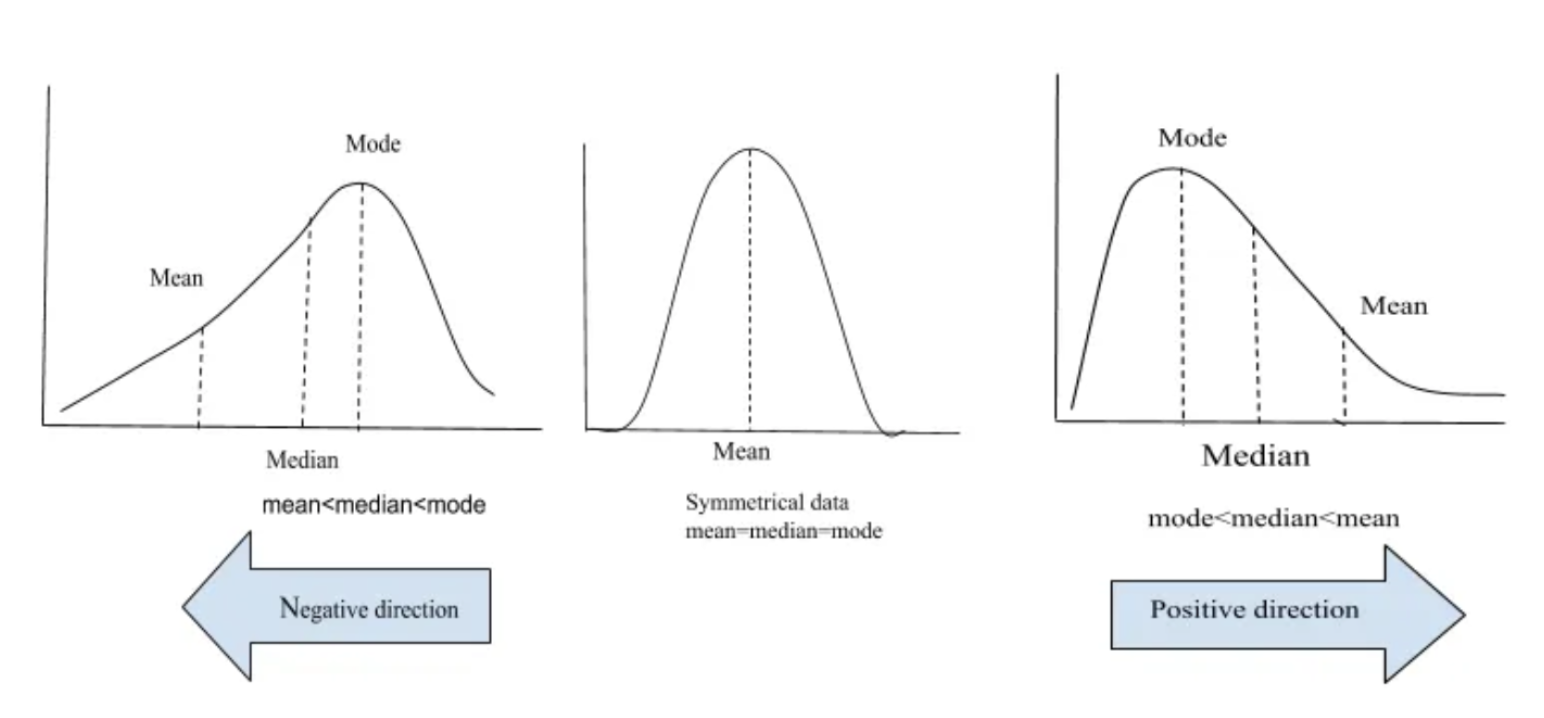 Mode
Mean
Median
mean<median<mode
Negative direction
Mean
Symmetrical data
mean=median=mode
Mode
Mean
Median
mode<median<mean
Positive direction